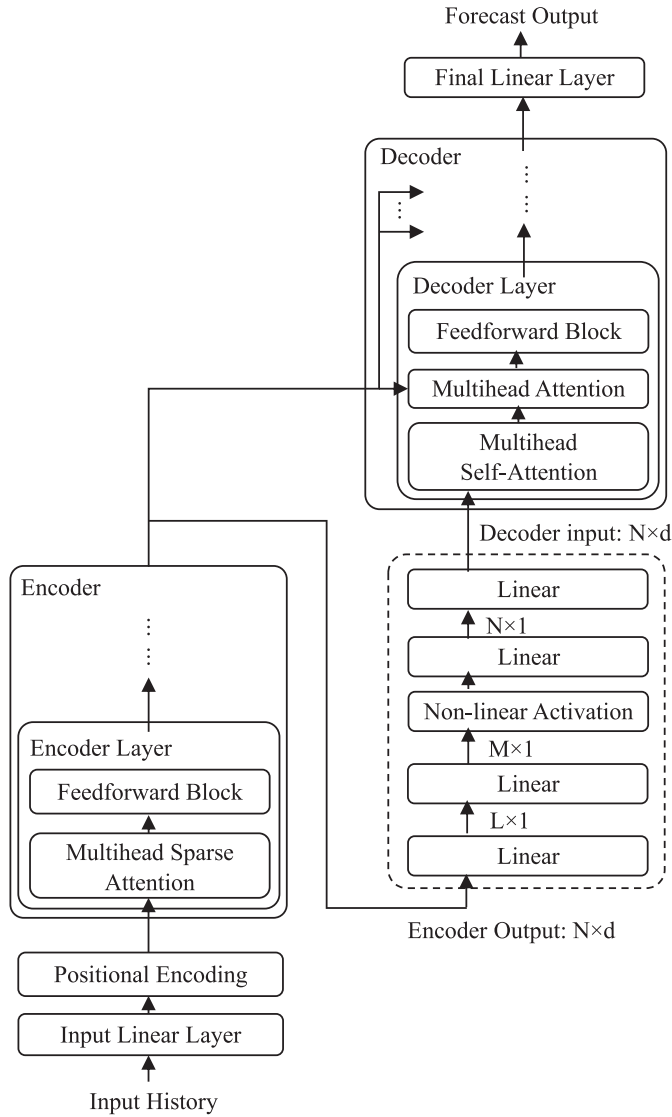 Forecast Output
Final Linear Layer
Decoder
Decoder Layer
Feedforward Block
Multihead Attention
Multihead
Self-Attention
Decoder input: N×d
Linear
N×1
Linear
Non-linear Activation
M×1
Linear
L×1
Linear
Encoder Output: N×d
Encoder
Encoder Layer
Feedforward Block
Multihead Sparse
Attention
Positional Encoding
Input Linear Layer
Input History